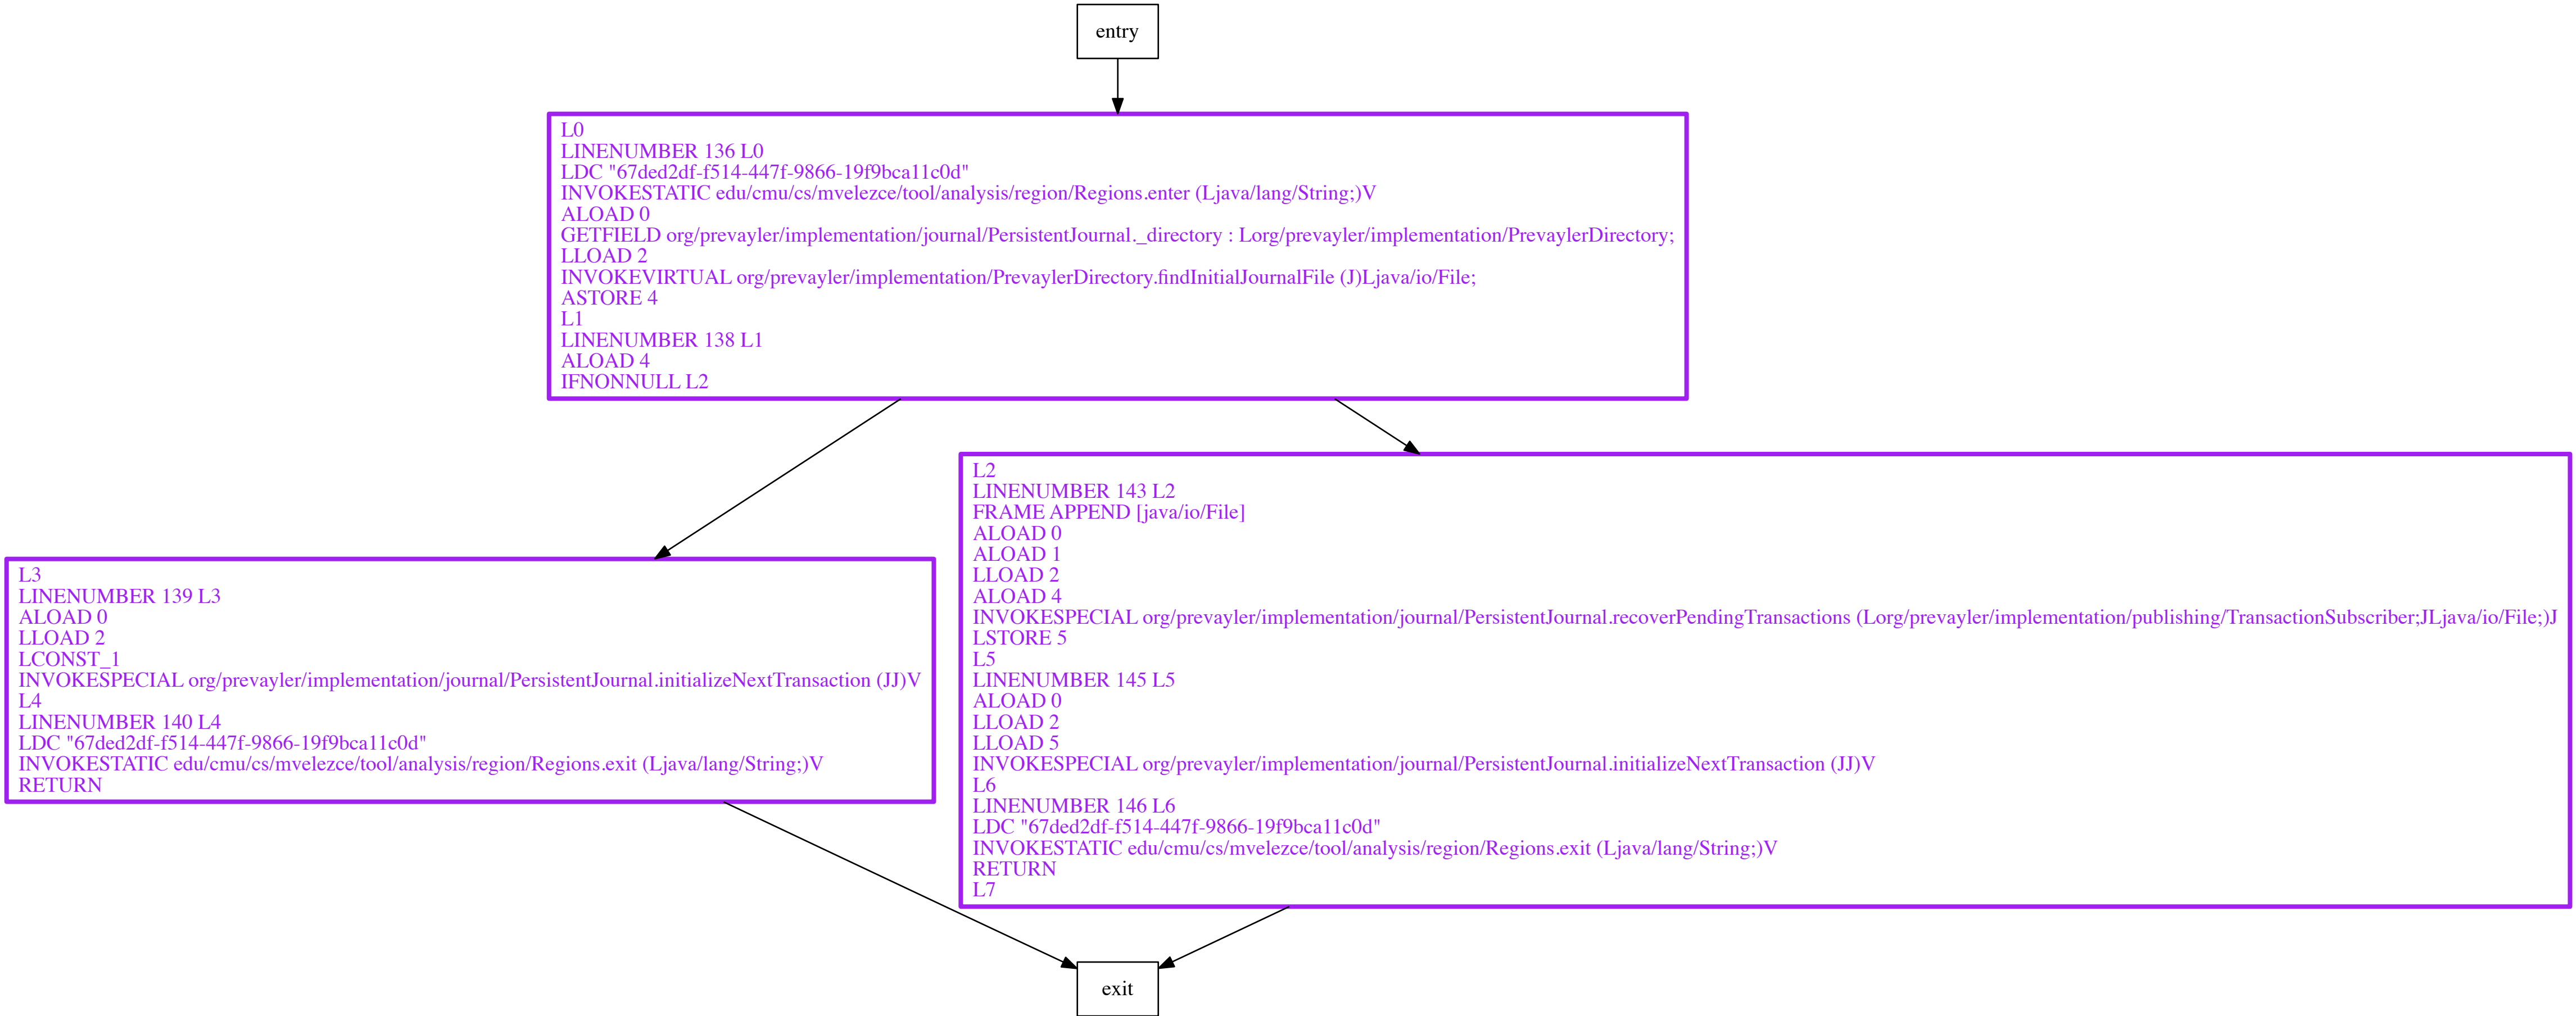 entry
L0
LINENUMBER 136 L0
LDC "67ded2df-f514-447f-9866-19f9bca11c0d"
INVOKESTATIC edu/cmu/cs/mvelezce/tool/analysis/region/Regions.enter (Ljava/lang/String;)V
ALOAD 0
GETFIELD org/prevayler/implementation/journal/PersistentJournal._directory : Lorg/prevayler/implementation/PrevaylerDirectory;
LLOAD 2
INVOKEVIRTUAL org/prevayler/implementation/PrevaylerDirectory.findInitialJournalFile (J)Ljava/io/File;
ASTORE 4
L1
LINENUMBER 138 L1
ALOAD 4
IFNONNULL L2
L3
LINENUMBER 139 L3
ALOAD 0
LLOAD 2
LCONST_1
INVOKESPECIAL org/prevayler/implementation/journal/PersistentJournal.initializeNextTransaction (JJ)V
L4
LINENUMBER 140 L4
LDC "67ded2df-f514-447f-9866-19f9bca11c0d"
INVOKESTATIC edu/cmu/cs/mvelezce/tool/analysis/region/Regions.exit (Ljava/lang/String;)V
RETURN
L2
LINENUMBER 143 L2
FRAME APPEND [java/io/File]
ALOAD 0
ALOAD 1
LLOAD 2
ALOAD 4
INVOKESPECIAL org/prevayler/implementation/journal/PersistentJournal.recoverPendingTransactions (Lorg/prevayler/implementation/publishing/TransactionSubscriber;JLjava/io/File;)J
LSTORE 5
L5
LINENUMBER 145 L5
ALOAD 0
LLOAD 2
LLOAD 5
INVOKESPECIAL org/prevayler/implementation/journal/PersistentJournal.initializeNextTransaction (JJ)V
L6
LINENUMBER 146 L6
LDC "67ded2df-f514-447f-9866-19f9bca11c0d"
INVOKESTATIC edu/cmu/cs/mvelezce/tool/analysis/region/Regions.exit (Ljava/lang/String;)V
RETURN
L7
exit